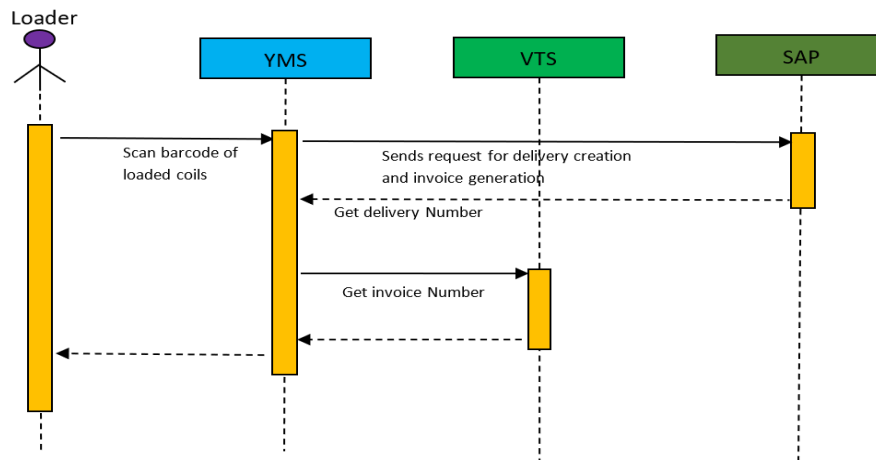 Loader
YMS
VTS
SAP
Scan barcode of
loaded coils
Sends request for delivery creation
and invoice generation
Get delivery Number
Get invoice Number